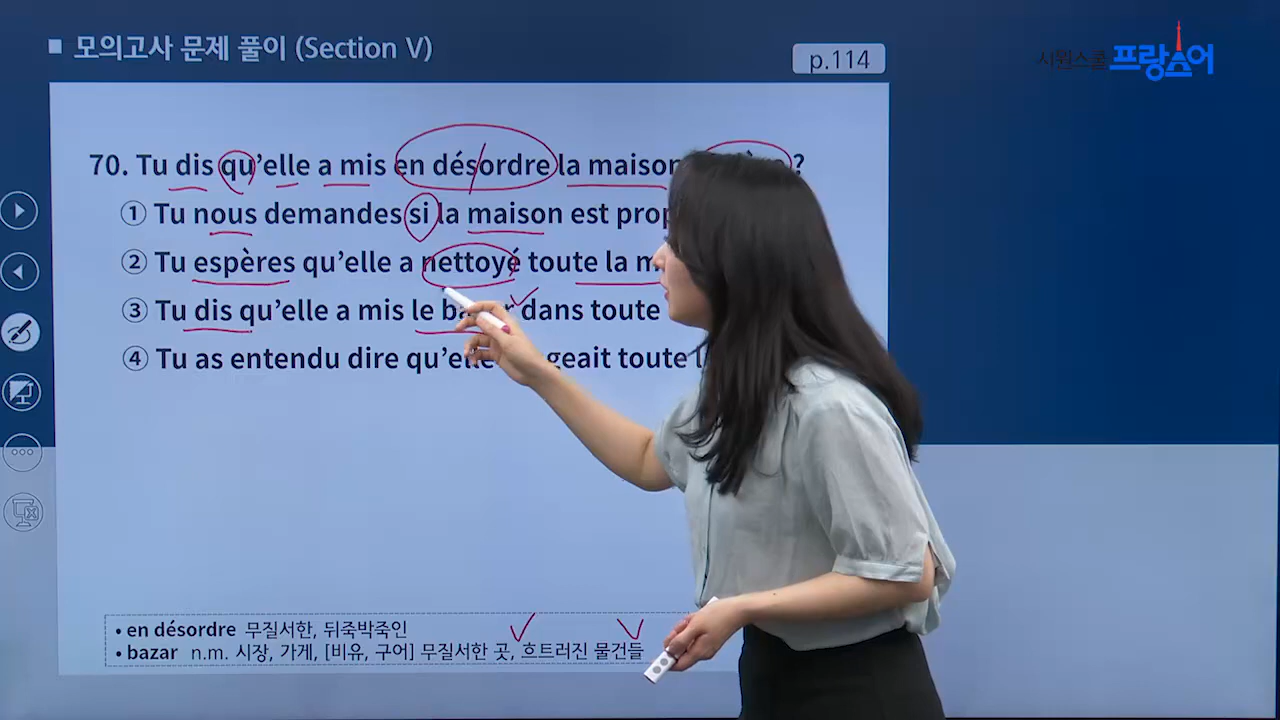 ■ 모의고사 문제 풀이 (Section V)
p.114
시원스쿨 프랑스어
70. Tu dis qu'elle a mis en désordre la maison ?
① Tu nous demandes si la maison est
② Tu espères qu'elle a nettoyé toute la
③ Tu dis qu'elle a mis le dans toute
④ Tu as entendu dire qu'elle toute
• en désordre 무질서한, 뒤죽박죽인
• bazar n.m. 시장, 가게, [비유, 구어] 무질서한 곳, 흐트러진 물건들